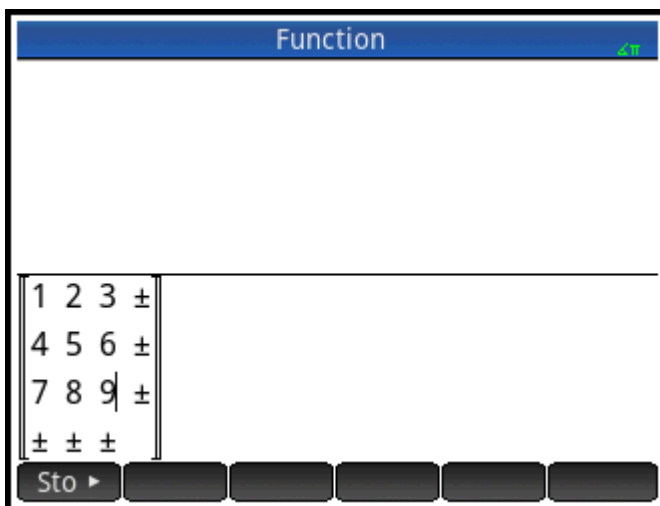 Function
∠π
1 2 3 ±
4 5 6 ±
7 8 9 ±
± ± ±
Sto ►